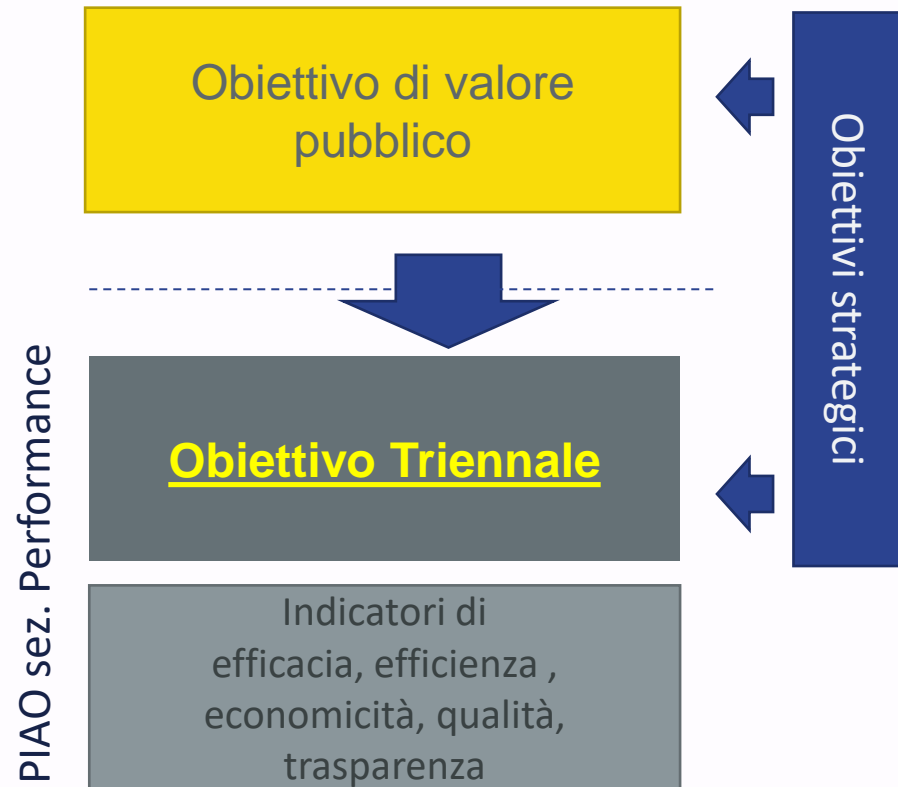 Obiettivo di valore
pubblico
Obiettivi strategici
PIAO sez. Performance
Obiettivo Triennale
Indicatori di
efficacia, efficienza ,
economicità, qualità,
trasparenza